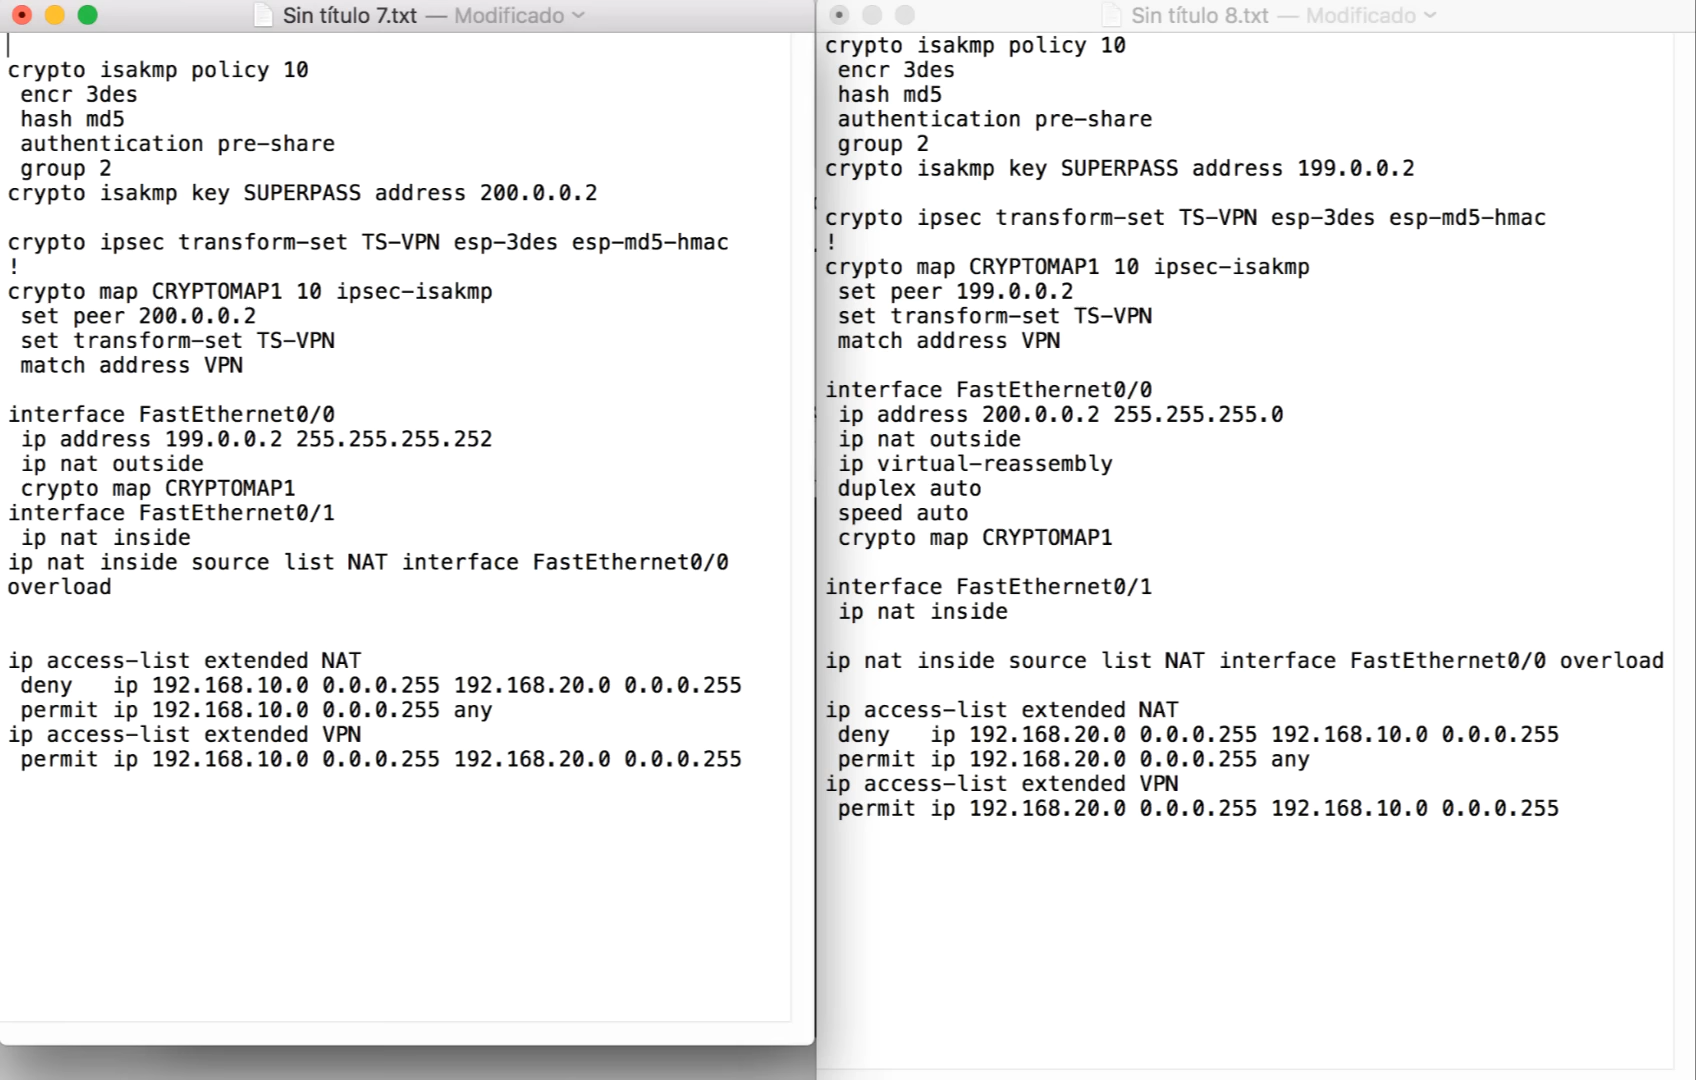 Sin título 7.txt — Modificado
crypto isakmp policy 10
 encr 3des
 hash md5
 authentication pre-share
 group 2
crypto isakmp key SUPERPASS address 200.0.0.2

crypto ipsec transform-set TS-VPN esp-3des esp-md5-hmac
!
crypto map CRYPTOMAP1 10 ipsec-isakmp
 set peer 200.0.0.2
 set transform-set TS-VPN
 match address VPN

interface FastEthernet0/0
 ip address 199.0.0.2 255.255.255.252
 ip nat outside
 crypto map CRYPTOMAP1
interface FastEthernet0/1
 ip nat inside
ip nat inside source list NAT interface FastEthernet0/0
overload

ip access-list extended NAT
 deny   ip 192.168.10.0 0.0.0.255 192.168.20.0 0.0.0.255
 permit ip 192.168.10.0 0.0.0.255 any
ip access-list extended VPN
 permit ip 192.168.10.0 0.0.0.255 192.168.20.0 0.0.0.255

Sin título 8.txt — Modificado
crypto isakmp policy 10
 encr 3des
 hash md5
 authentication pre-share
 group 2
crypto isakmp key SUPERPASS address 199.0.0.2

crypto ipsec transform-set TS-VPN esp-3des esp-md5-hmac
!
crypto map CRYPTOMAP1 10 ipsec-isakmp
 set peer 199.0.0.2
 set transform-set TS-VPN
 match address VPN

interface FastEthernet0/0
 ip address 200.0.0.2 255.255.255.0
 ip nat outside
 ip virtual-reassembly
 duplex auto
 speed auto
 crypto map CRYPTOMAP1

interface FastEthernet0/1
 ip nat inside

ip nat inside source list NAT interface FastEthernet0/0 overload

ip access-list extended NAT
 deny   ip 192.168.20.0 0.0.0.255 192.168.10.0 0.0.0.255
 permit ip 192.168.20.0 0.0.0.255 any
ip access-list extended VPN
 permit ip 192.168.20.0 0.0.0.255 192.168.10.0 0.0.0.255